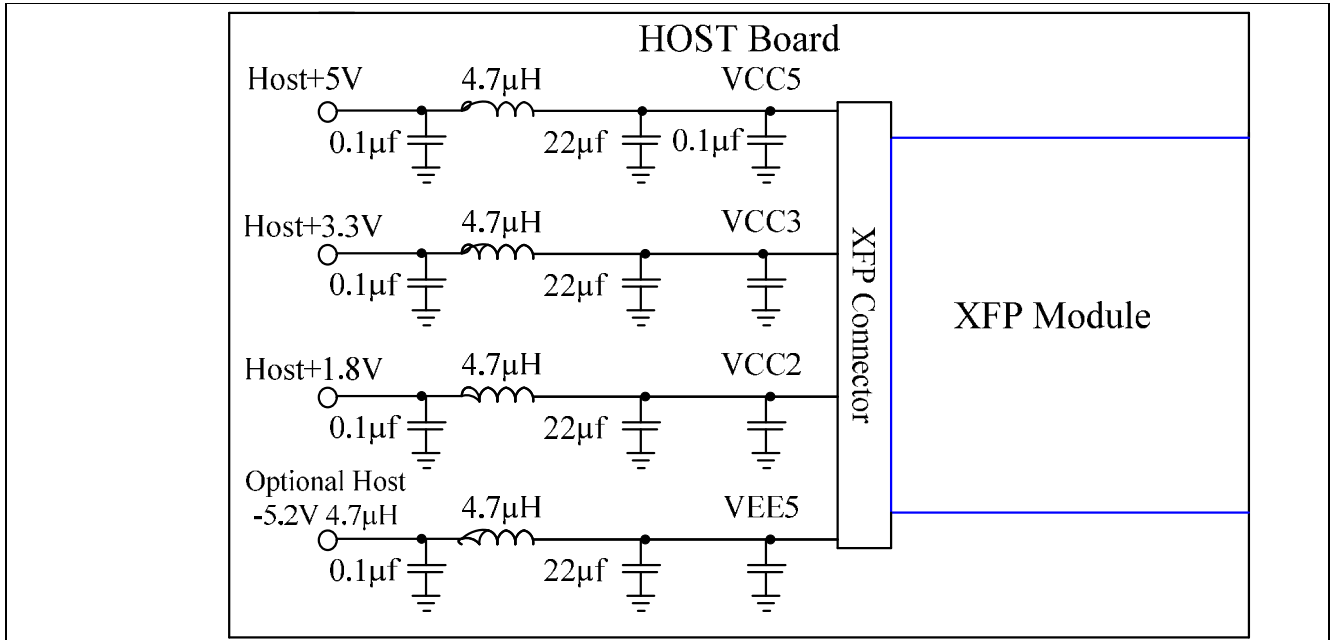 HOST Board
Host+5V
4.7μH
VCC5
0.1μf
22μf
0.1μf
Host+3.3V
4.7μH
VCC3
0.1μf
22μf
Host+1.8V
4.7μH
VCC2
0.1μf
22μf
Optional Host
-5.2V 4.7μH
4.7μH
VEE5
0.1μf
22μf
XFP Connector
XFP Module